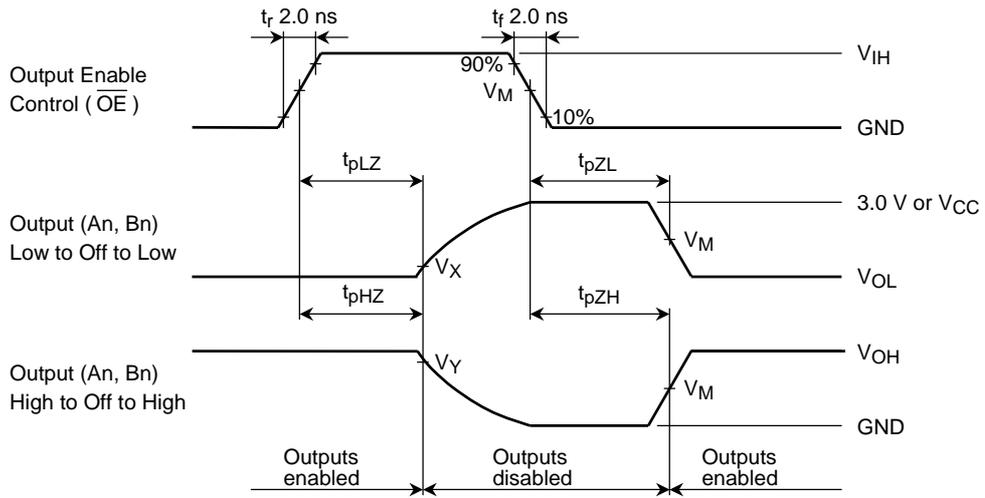 tr 2.0 ns
tf 2.0 ns
Output Enable
Control ( OE )
90%
VM
10%
VIH
GND
tpLZ
tpZL
Output (An, Bn)
Low to Off to Low
VX
VM
3.0 V or VCC
VOL
tpHZ
tpZH
Output (An, Bn)
High to Off to High
VY
VM
VOH
GND
Outputs
enabled
Outputs
disabled
Outputs
enabled